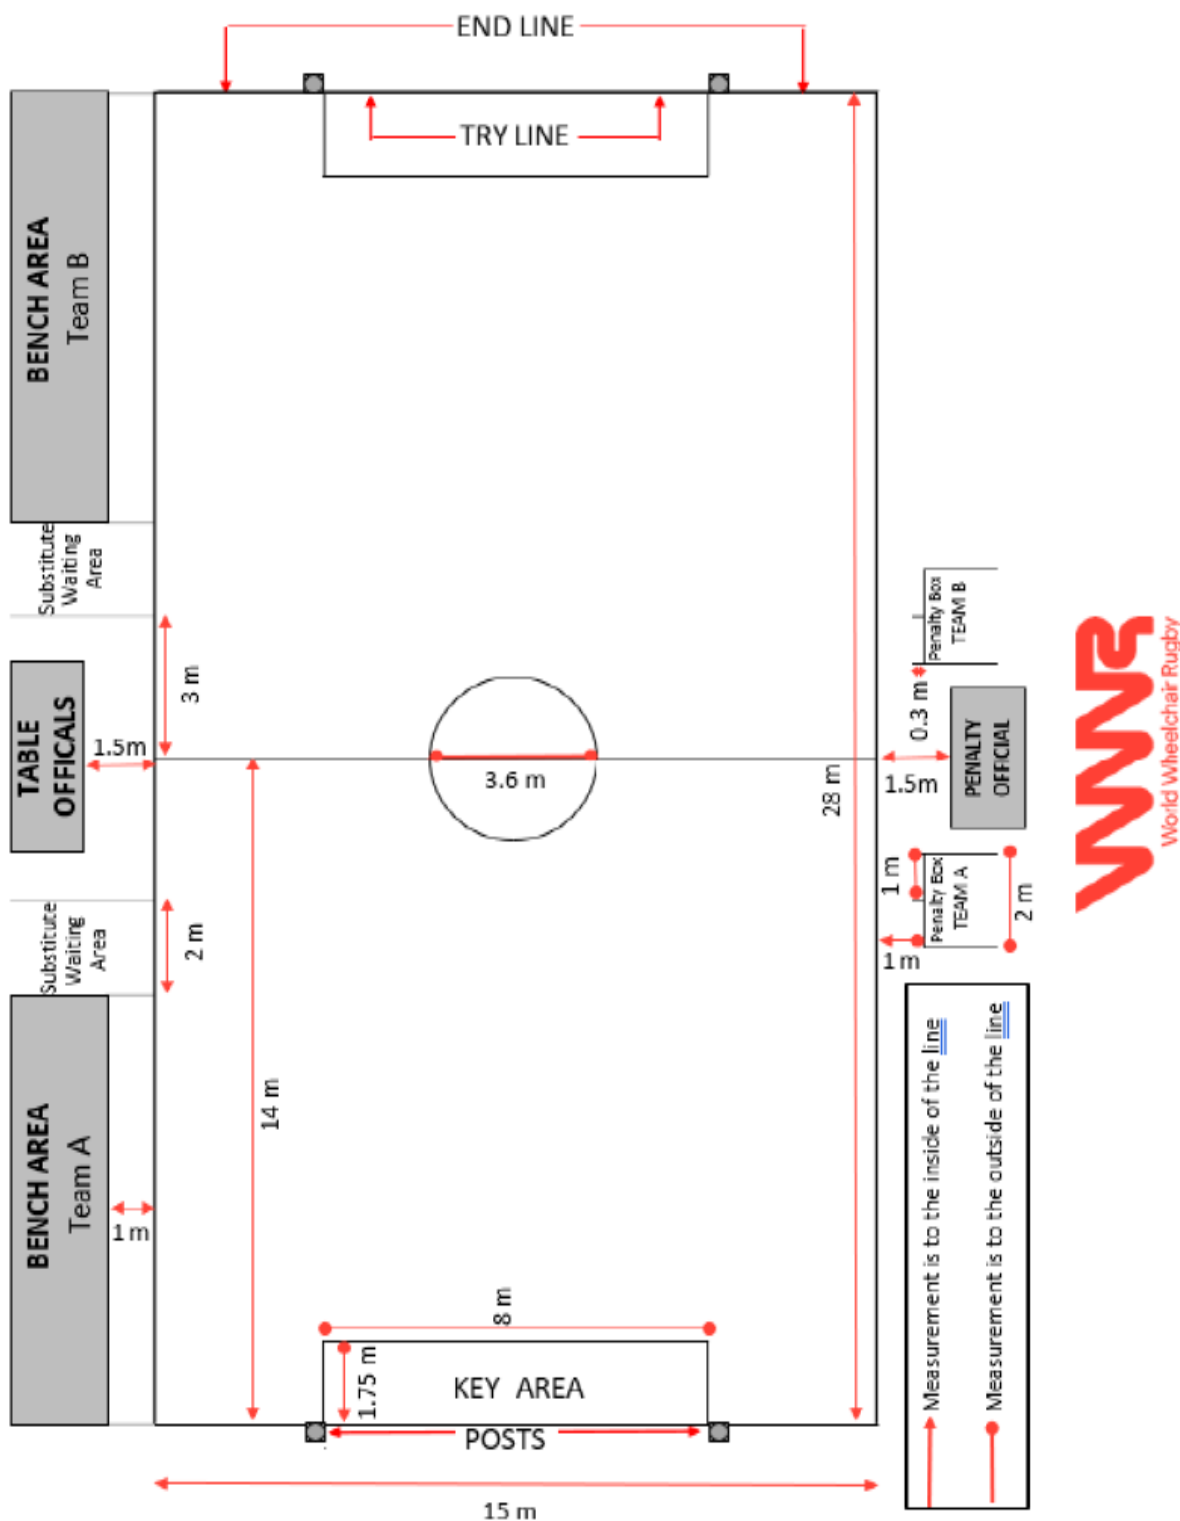 END LINE
TRY LINE
BENCH AREA
Team B
Substitute
Waiting
Area
3 m
TABLE
OFFICALS
1.5m
3.6 m
28 m
Penalty Box
TEAM B
0.3 m
1.5m
PENALTY
OFFICIAL
World Wheelchair Rugby
Substitute
Waiting
Area
2 m
1 m
Penalty Box
TEAM A
2 m
1 m
14 m
BENCH AREA
Team A
1 m
8 m
1.75 m
KEY AREA
POSTS
15 m
Measurement is to the inside of the line
Measurement is to the outside of the line
WWR